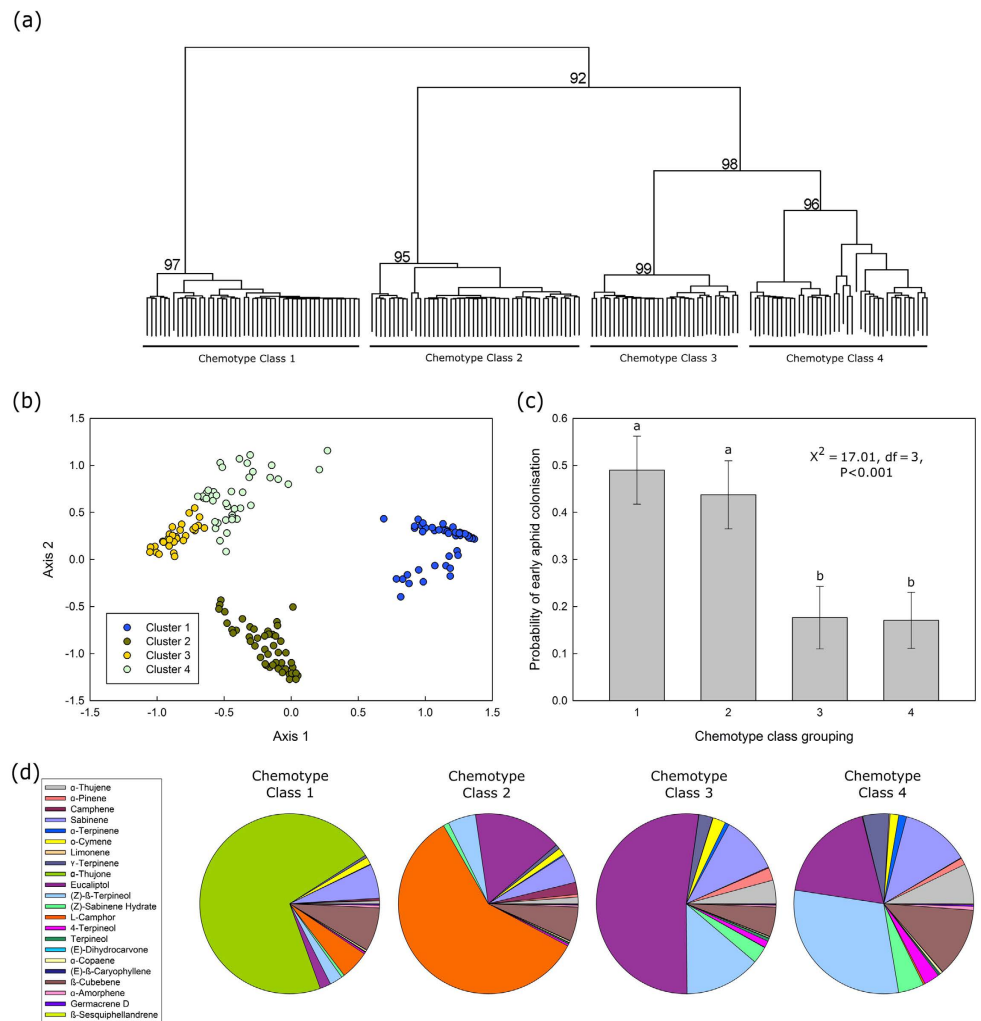 (a)
92
98
96
97
95
99
Chemotype Class 1
Chemotype Class 2
Chemotype Class 3
Chemotype Class 4
(b)
1.5
1.0
0.5
0.0
-0.5
-1.0
-1.5
Axis 2
Cluster 1
Cluster 2
Cluster 3
Cluster 4
-1.5
-1.0
-0.5
0.0
0.5
1.0
1.5
Axis 1
(c)
0.6
0.5
0.4
0.3
0.2
0.1
0.0
Probability of early aphid colonisation
a
a
b
b
X² = 17.01, df = 3,
P<0.001
1
2
3
4
Chemotype class grouping
(d)
α-Thujene
α-Pinene
Camphene
Sabinene
α-Terpinene
o-Cymene
Limonene
γ-Terpinene
α-Thujone
Eucaliptol
(Z)-ß-Terpineol
(Z)-Sabinene Hydrate
L-Camphor
4-Terpineol
Terpineol
(E)-Dihydrocarvone
α-Copaene
(E)-ß-Caryophyllene
ß-Cubebene
α-Amorphene
Germacrene D
ß-Sesquiphellandrene
Chemotype
Class 1
Chemotype
Class 2
Chemotype
Class 3
Chemotype
Class 4